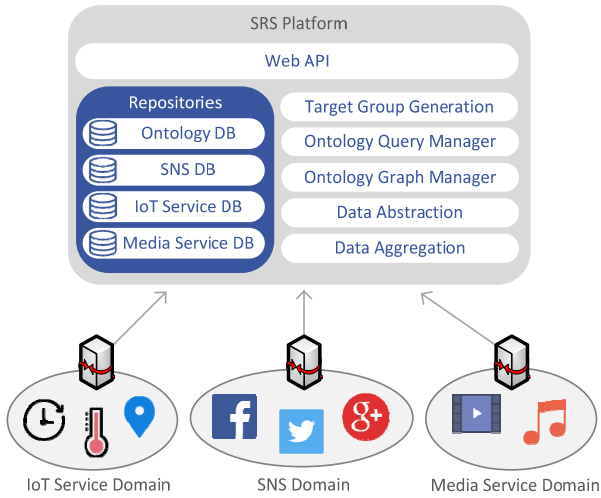 SRS Platform
Web API
Repositories
Ontology DB
SNS DB
IoT Service DB
Media Service DB
Target Group Generation
Ontology Query Manager
Ontology Graph Manager
Data Abstraction
Data Aggregation
f
g+
IoT Service Domain
SNS Domain
Media Service Domain